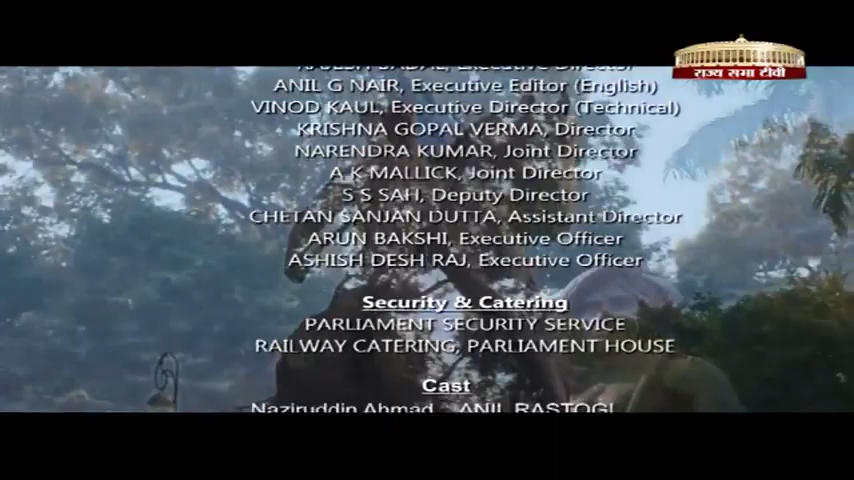 राज्य सभा टीवी
ANIL G NAIR, Executive Editor (English)
VINOD KAUL, Executive Director (Technical)
KRISHNA GOPAL VERMA, Director
NARENDRA KUMAR, Joint Director
A K MALLICK, Joint Director
S S SAH, Deputy Director
CHETAN SANJAN DUTTA, Assistant Director
ARUN BAKSHI, Executive Officer
ASHISH DESH RAJ, Executive Officer
Security & Catering
PARLIAMENT SECURITY SERVICE
RAILWAY CATERING, PARLIAMENT HOUSE
Cast
Naziruddin Ahmad ANIL RASTOGI